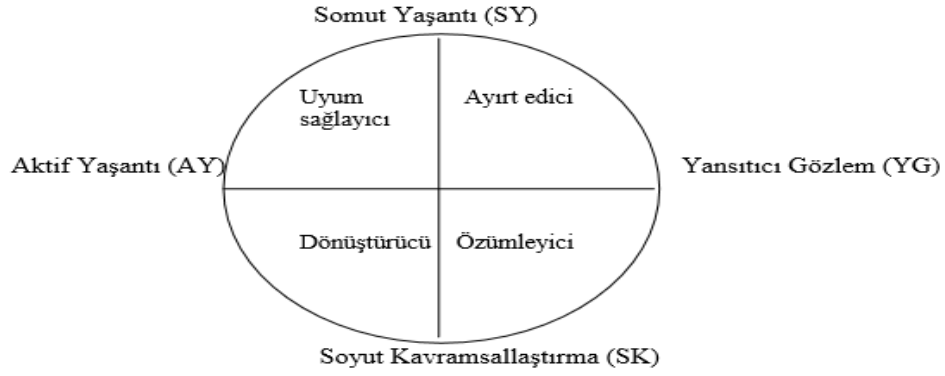 Somut Yaşantı (SY)
Uyum
sağlayıcı
Ayırt edici
Aktif Yaşantı (AY)
Yansıtıcı Gözlem (YG)
Dönüştürücü
Özümleyici
Soyut Kavramsallaştırma (SK)